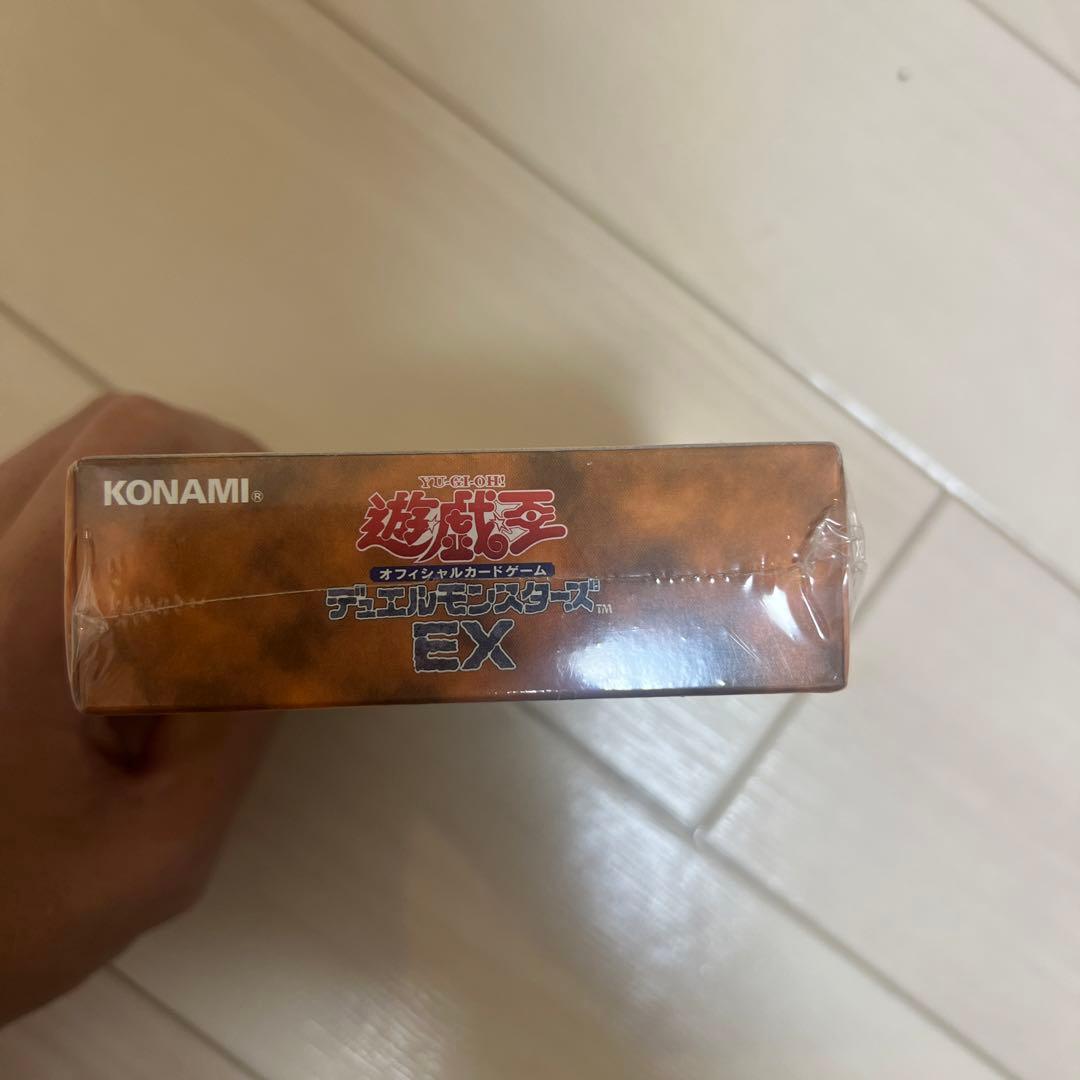 KONAMI®
YU-GI-OH!
遊戯王
オフィシャルカードゲーム
デュエルモンスターズ™
EX